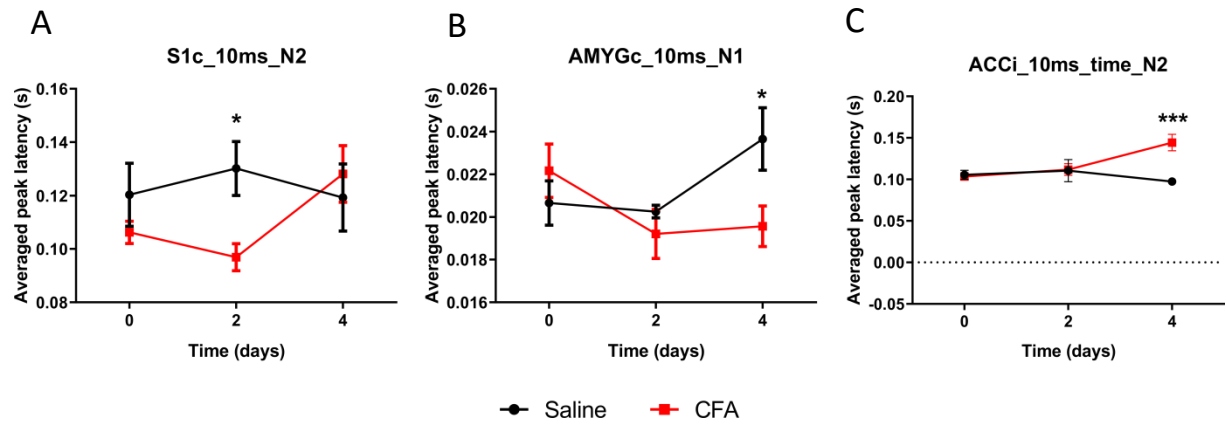 A
S1c_10ms_N2
Averaged peak latency (s)
0.16
0.14
0.12
0.10
0.08
*
0
2
4
Time (days)
B
AMYGc_10ms_N1
Averaged peak latency (s)
0.026
0.024
0.022
0.020
0.018
0.016
*
0
2
4
Time (days)
C
ACCi_10ms_time_N2
Averaged peak latency (s)
0.20
0.15
0.10
0.05
0.00
-0.05
***
0
2
4
Time (days)
Saline
CFA